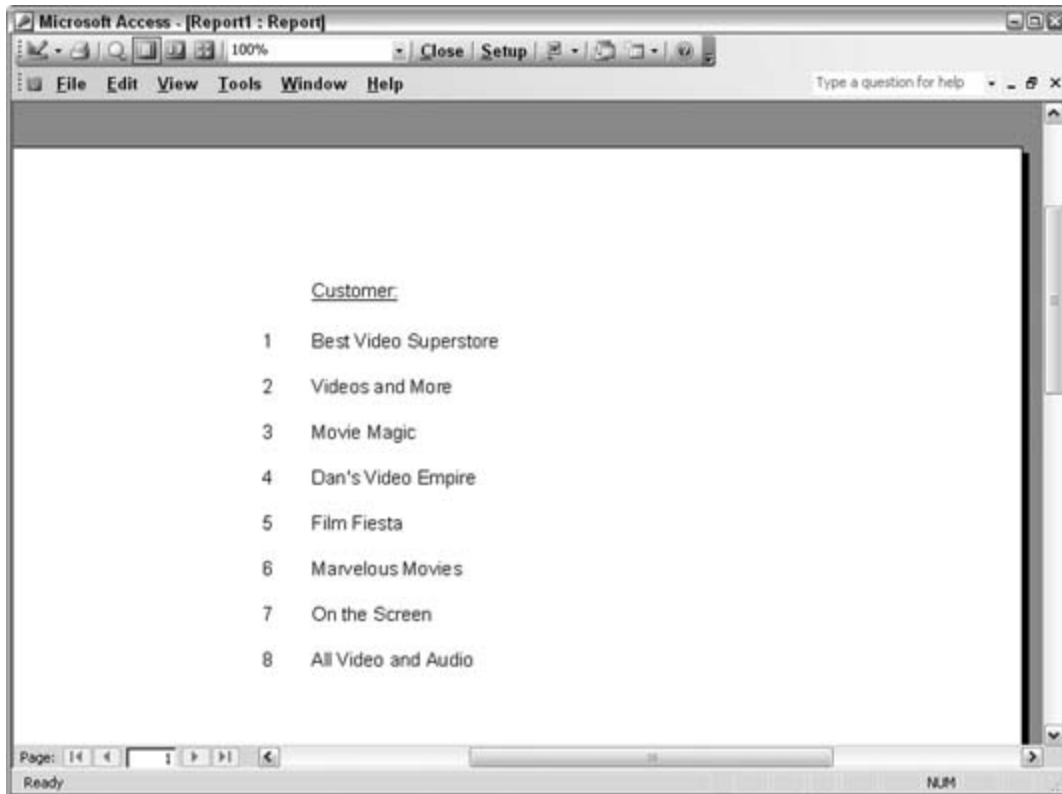 Microsoft Access - [Report1 : Report]
100% Close Setup
File Edit View Tools Window Help Type a question for help
Customer:
1 Best Video Superstore
2 Videos and More
3 Movie Magic
4 Dan's Video Empire
5 Film Fiesta
6 Marvelous Movies
7 On the Screen
8 All Video and Audio
Page: 1
Ready NUM